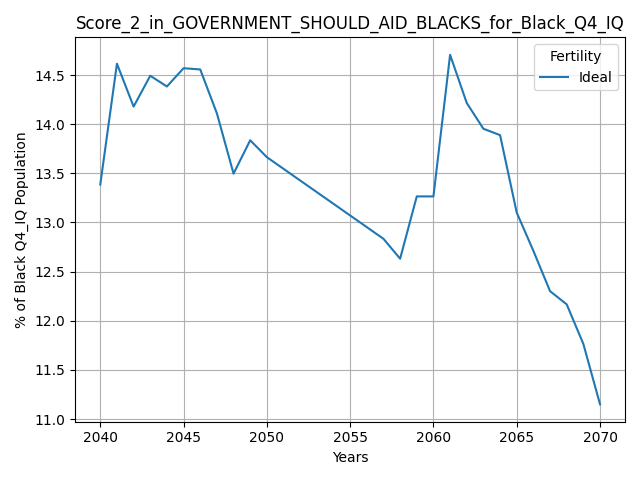 Score_2_in_GOVERNMENT_SHOULD_AID_BLACKS_for_Black_Q4_IQ
Fertility
Ideal
% of Black Q4_IQ Population
14.5
14.0
13.5
13.0
12.5
12.0
11.5
11.0
2040 2045 2050 2055 2060 2065 2070
Years